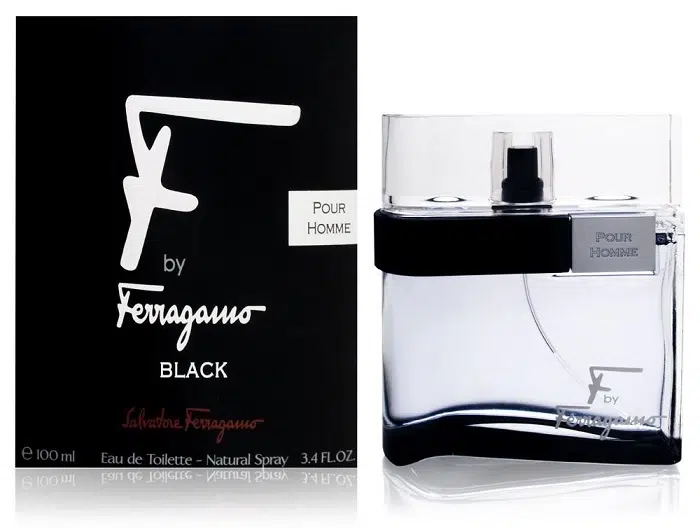 F
by
Ferragamo
BLACK
POUR
HOMME
Salvatore Ferragamo
℮ 100 ml Eau de Toilette - Natural Spray 3.4 FL.OZ.
POUR
HOMME
F by
Ferragamo